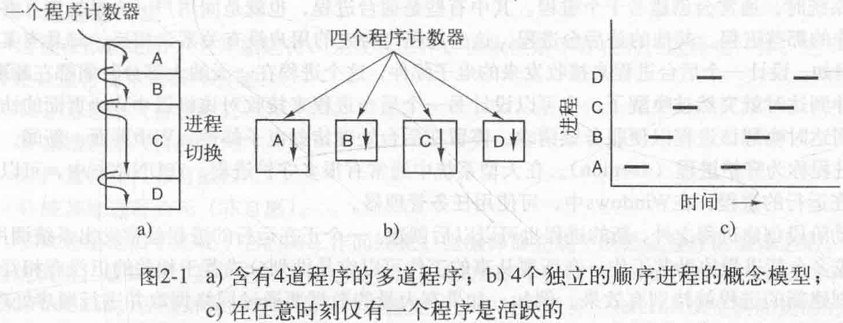 一个程序计数器
A
B
C
D
进程
切换
a)
四个程序计数器
A
B
C
D
b)
进程
D
C
B
A
时间
c)
图2-1 a) 含有4道程序的多道程序；b) 4个独立的顺序进程的概念模型；
c) 在任意时刻仅有一个程序是活跃的